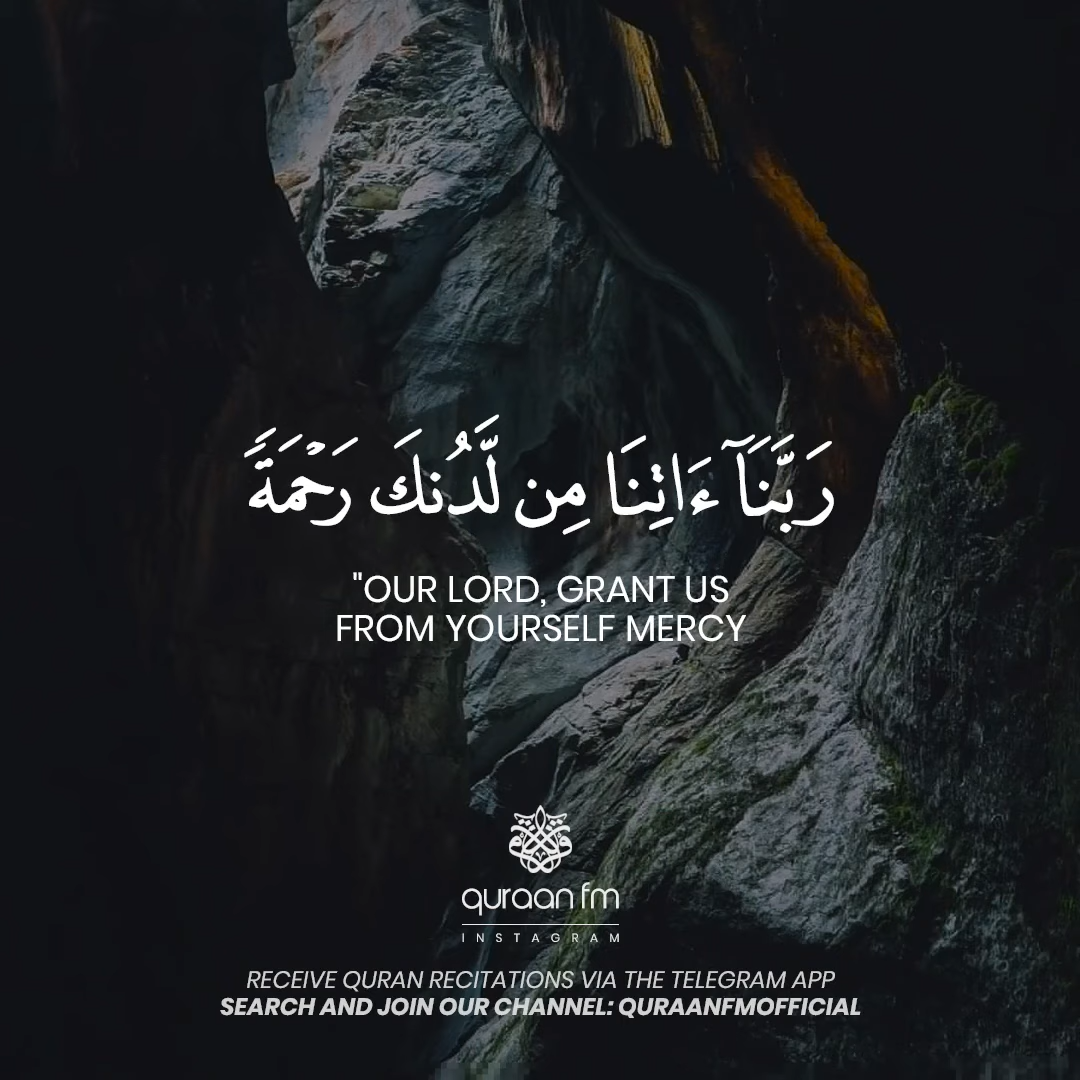 رَبَّنَآ ءَاتِنَا مِن لَّدُنكَ رَحْمَةً
"OUR LORD, GRANT US
FROM YOURSELF MERCY
quraan fm
INSTAGRAM
RECEIVE QURAN RECITATIONS VIA THE TELEGRAM APP
SEARCH AND JOIN OUR CHANNEL: QURAANFMOFFICIAL